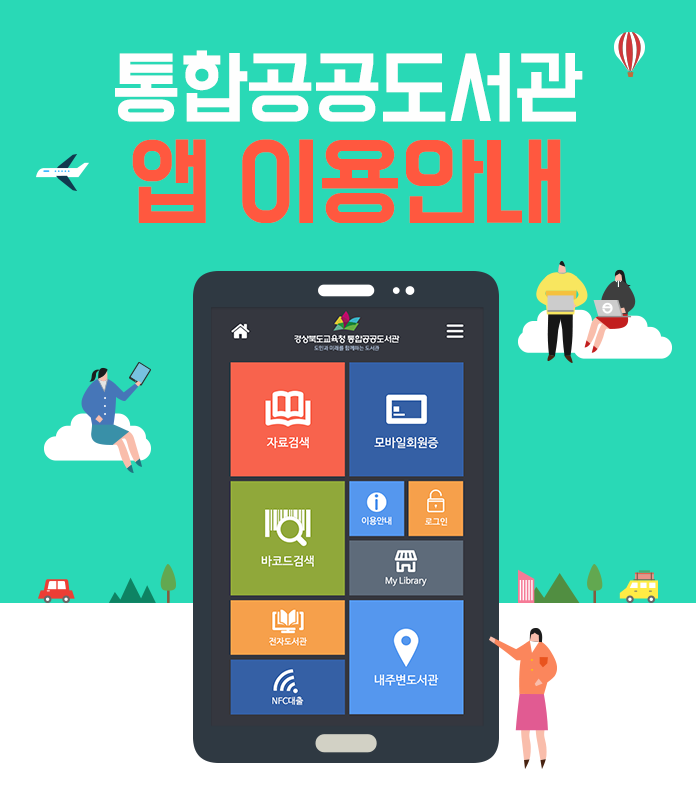 통합공공도서관
앱 이용안내
경상북도교육청 통합공공도서관
도민과 미래를 함께하는 도서관
자료검색
모바일회원증
바코드검색
이용안내
로그인
My Library
전자도서관
내주변도서관
NFC대출